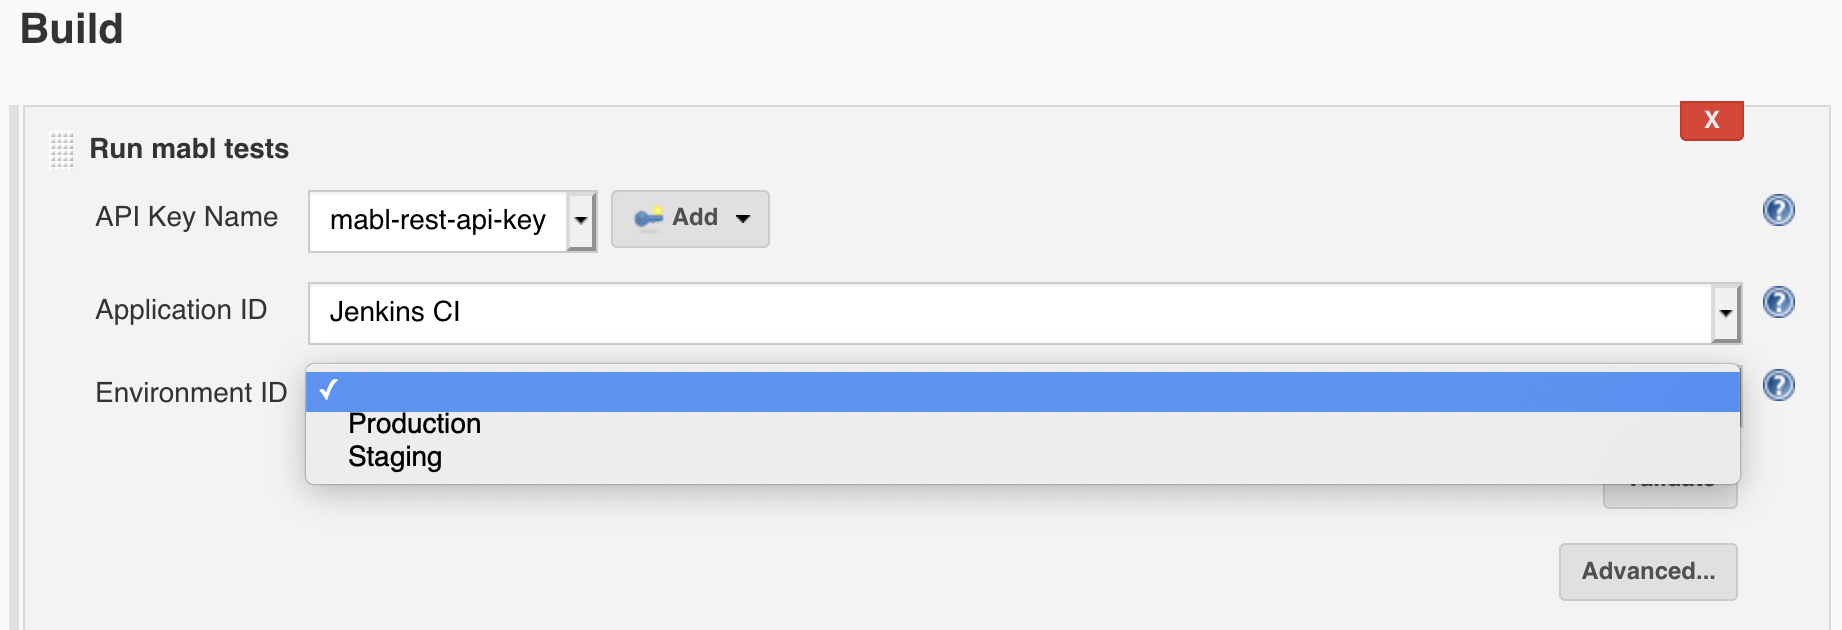 Build
X
Run mabl tests
API Key Name mabl-rest-api-key Add ?
Application ID Jenkins CI ?
Environment ID ✓ ?
Production
Staging
Advanced...